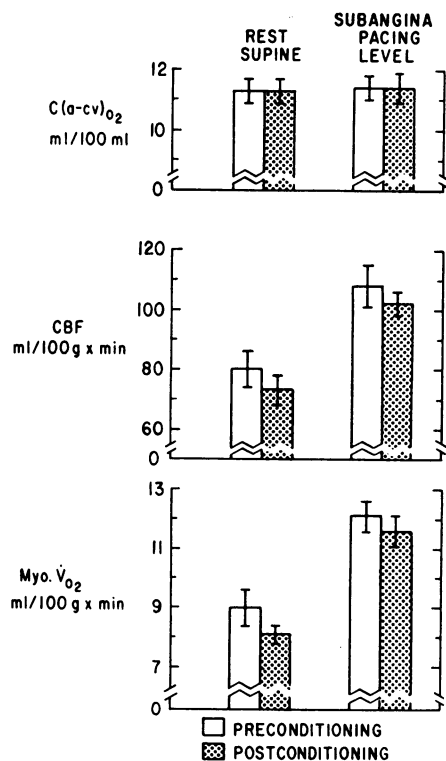 REST
SUPINE
SUBANGINA
PACING
LEVEL
C(a-cv)O2
ml/100 ml
12
11
0
CBF
ml/100g x min
120
100
80
60
0
Myo. V̇O2
ml/100 g x min
13
11
9
7
0
PRECONDITIONING
POSTCONDITIONING